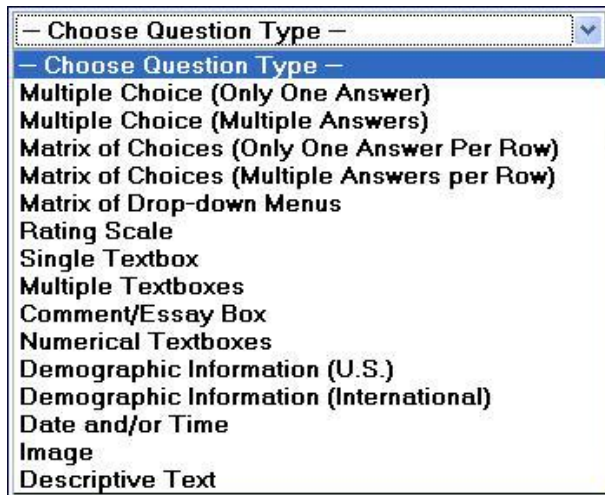 – Choose Question Type –
– Choose Question Type –
Multiple Choice (Only One Answer)
Multiple Choice (Multiple Answers)
Matrix of Choices (Only One Answer Per Row)
Matrix of Choices (Multiple Answers per Row)
Matrix of Drop-down Menus
Rating Scale
Single Textbox
Multiple Textboxes
Comment/Essay Box
Numerical Textboxes
Demographic Information (U.S.)
Demographic Information (International)
Date and/or Time
Image
Descriptive Text